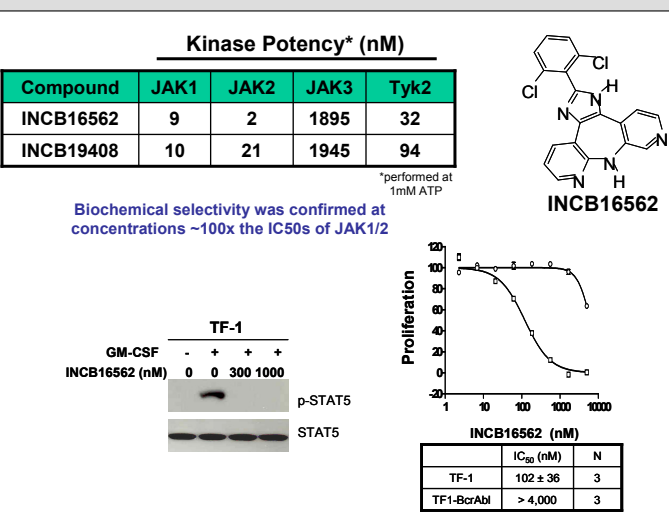 Kinase Potency* (nM)
Compound JAK1 JAK2 JAK3 Tyk2
INCB16562 9 2 1895 32
INCB19408 10 21 1945 94
*performed at
1mM ATP
Biochemical selectivity was confirmed at
concentrations ~100x the IC50s of JAK1/2
Cl
Cl
N H
N
N
N
N
H
INCB16562
TF-1
GM-CSF - + + +
INCB16562 (nM) 0 0 300 1000
p-STAT5
STAT5
Proliferation
120
100
80
60
40
20
0
-20
1 10 100 1000 10000
INCB16562 (nM)
IC50 (nM) N
TF-1 102 ± 36 3
TF1-BcrAbl > 4,000 3